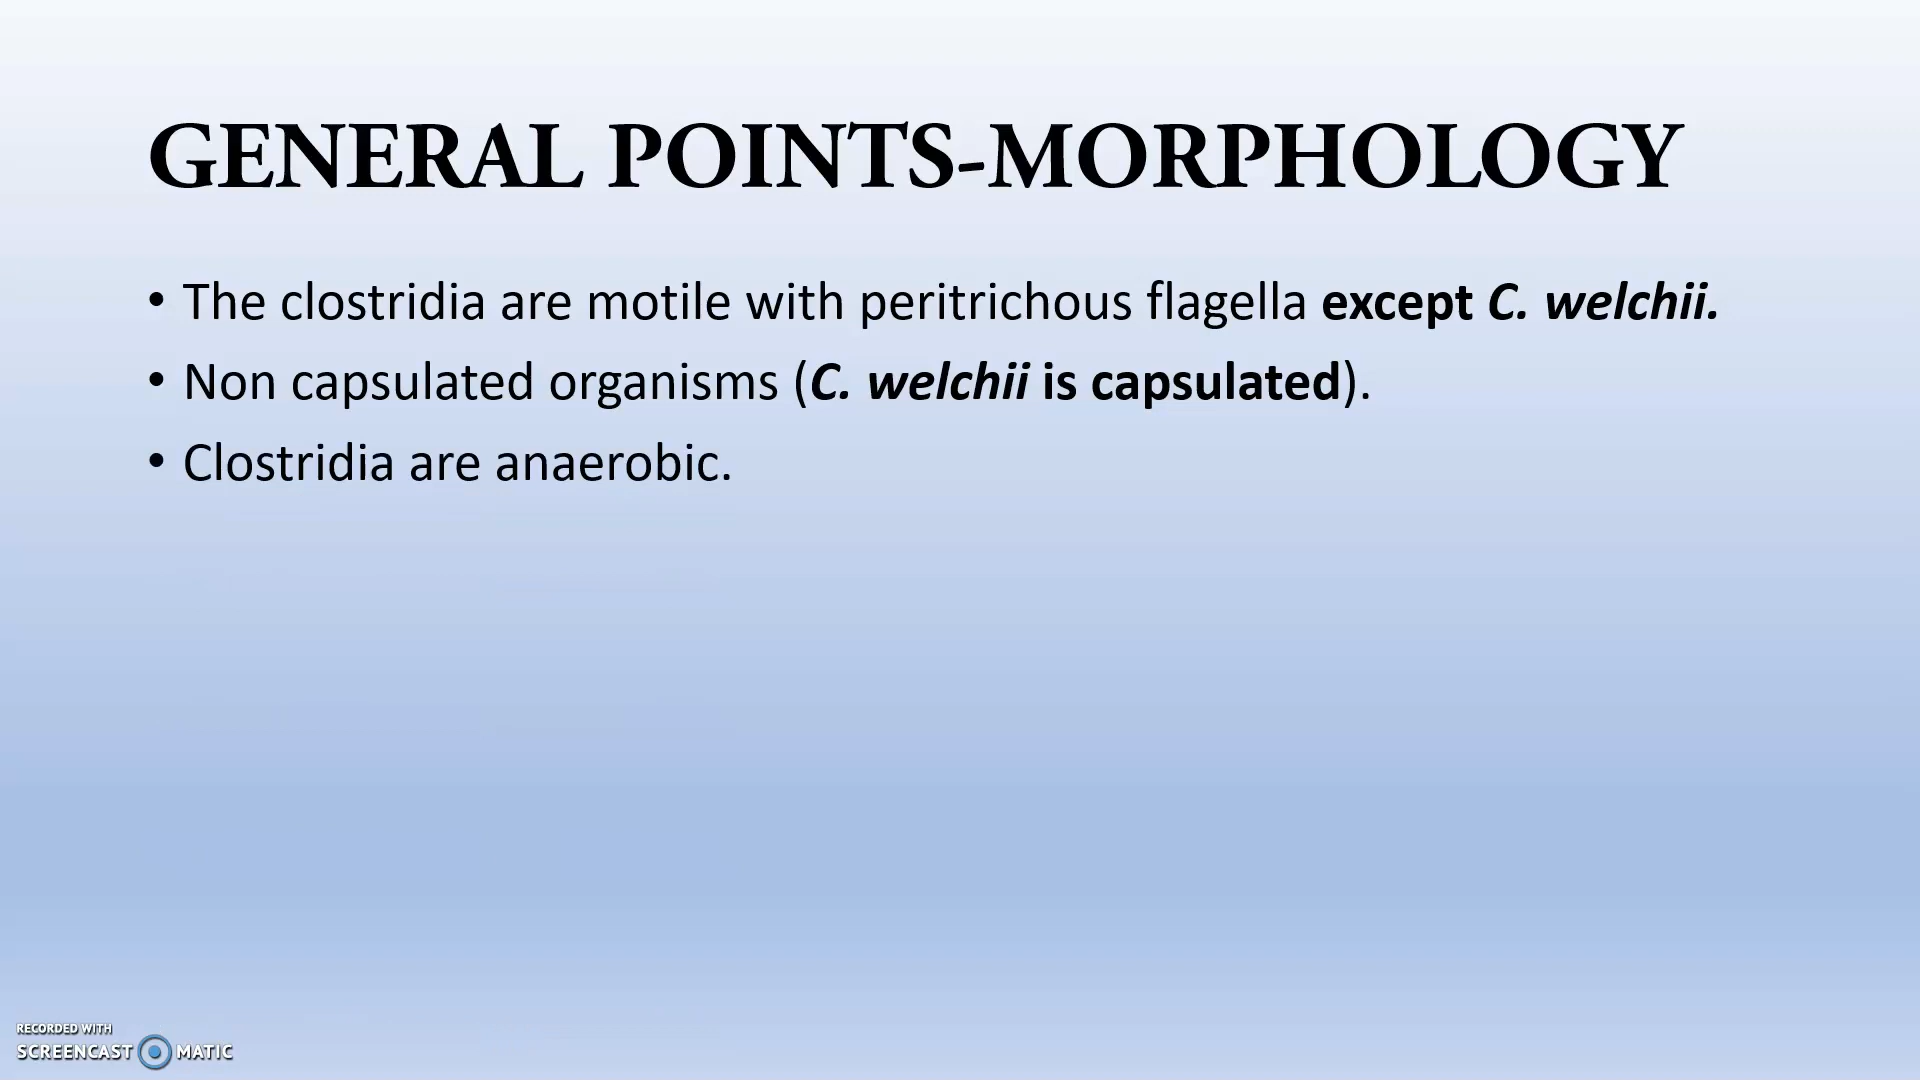 GENERAL POINTS-MORPHOLOGY
• The clostridia are motile with peritrichous flagella except C. welchii.
• Non capsulated organisms (C. welchii is capsulated).
• Clostridia are anaerobic.
RECORDED WITH
SCREENCAST MATIC